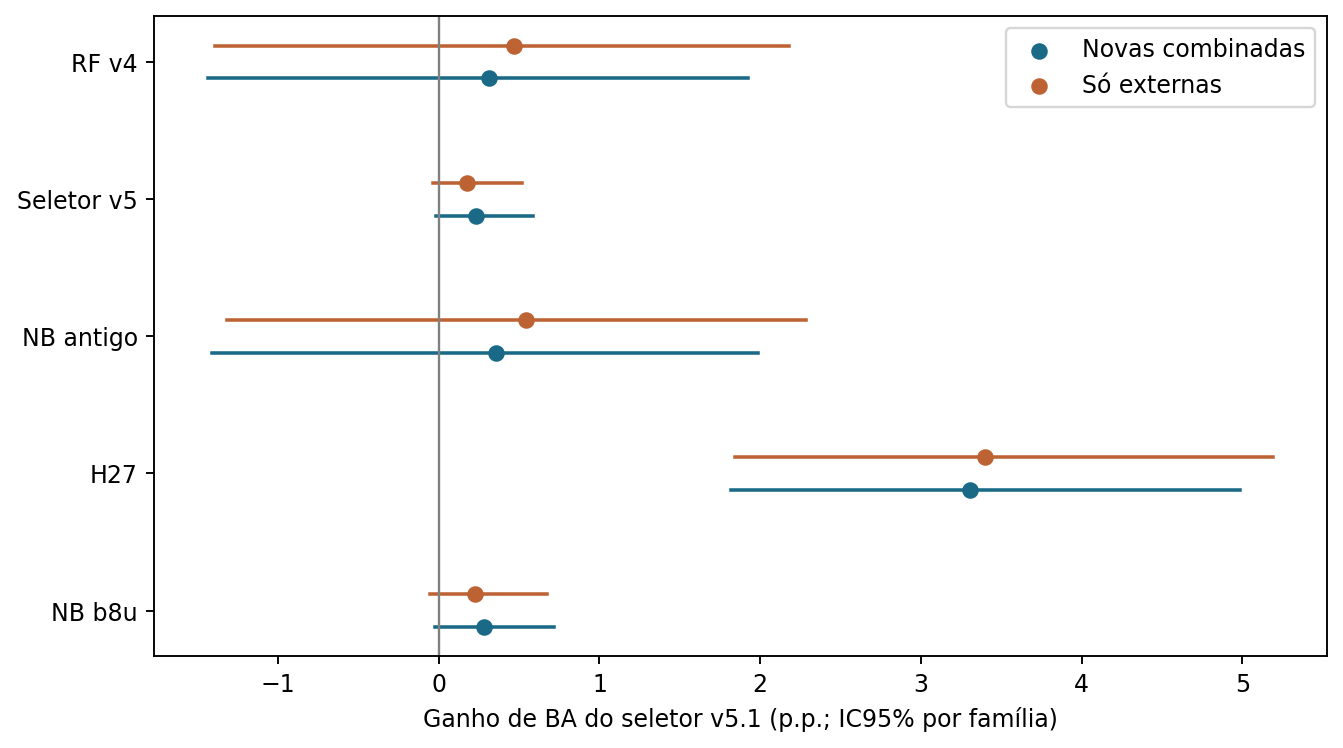 RF v4
Seletor v5
NB antigo
H27
NB b8u
Novas combinadas
Só externas
−1 0 1 2 3 4 5
Ganho de BA do seletor v5.1 (p.p.; IC95% por família)